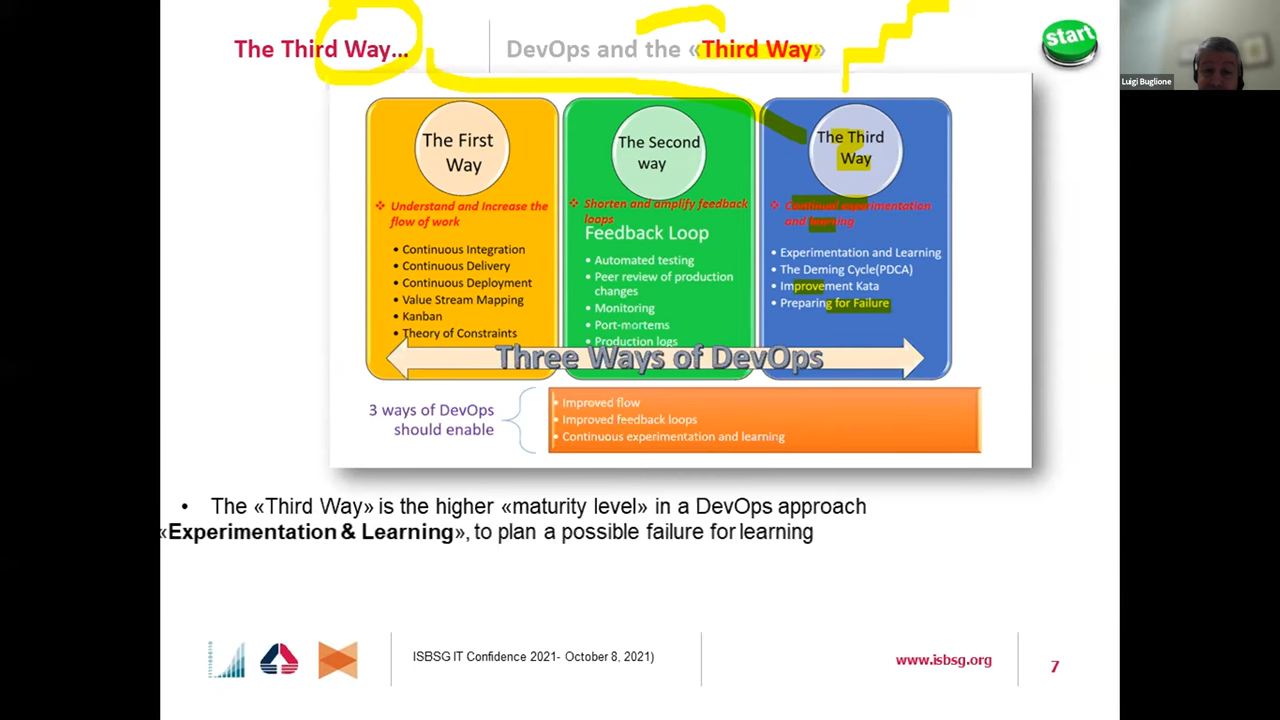 The Third Way...
DevOps and the «Third Way»
start
Luigi Buglione
The First
Way
Understand and Increase the
flow of work
• Continuous Integration
• Continuous Delivery
• Continuous Deployment
• Value Stream Mapping
• Kanban
• Theory of Constraints
The Second
way
Shorten and amplify feedback
loops
Feedback Loop
• Automated testing
• Peer review of production
changes
• Monitoring
• Port-mortems
• Production logs
The Third
Way
Continual experimentation
and learning
• Experimentation and Learning
• The Deming Cycle(PDCA)
• Improvement Kata
• Preparing for Failure
Three Ways of DevOps
3 ways of DevOps
should enable
• Improved flow
• Improved feedback loops
• Continuous experimentation and learning
• The «Third Way» is the higher «maturity level» in a DevOps approach
«Experimentation & Learning», to plan a possible failure for learning
ISBSG IT Confidence 2021- October 8, 2021)
www.isbsg.org
7